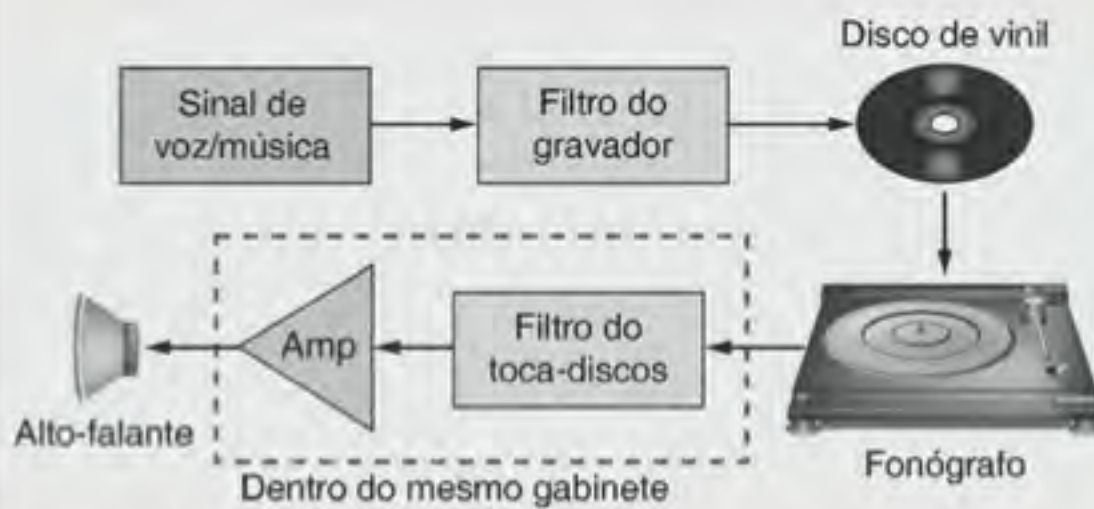 Disco de vinil
Sinal de
voz/música
Filtro do
gravador
Amp
Filtro do
toca-discos
Alto-falante
Fonógrafo
Dentro do mesmo gabinete